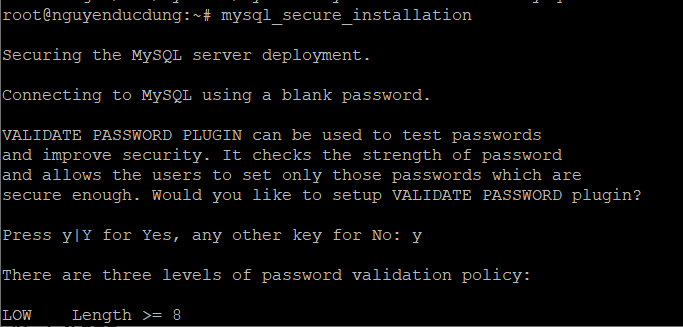 root@nguyenducdung:~# mysql_secure_installation
Securing the MySQL server deployment.
Connecting to MySQL using a blank password.
VALIDATE PASSWORD PLUGIN can be used to test passwords
and improve security. It checks the strength of password
and allows the users to set only those passwords which are
secure enough. Would you like to setup VALIDATE PASSWORD plugin?
Press y|Y for Yes, any other key for No: y
There are three levels of password validation policy:
LOW    Length >= 8